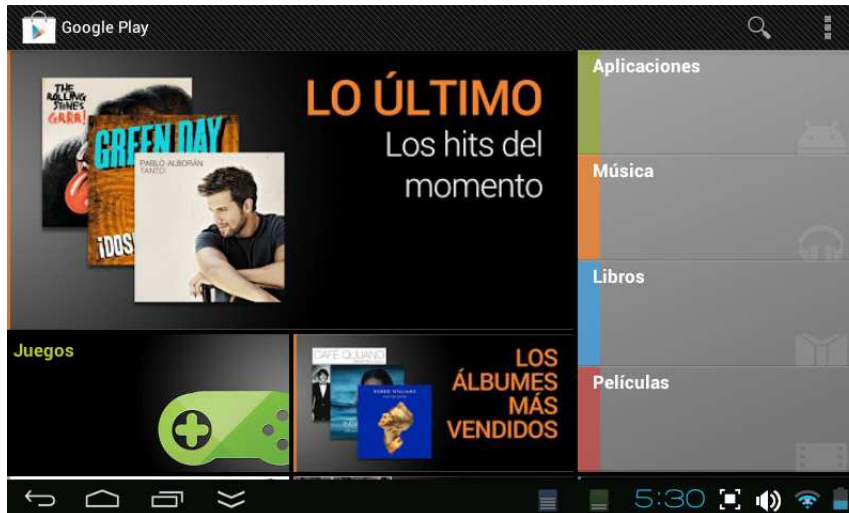 Google Play
THE
ROLLING
STONES
GRRR!
GREEN DAY
¡DOS!
PABLO ALBORÁN
TANTO
LO ÚLTIMO
Los hits del
momento
Aplicaciones
Música
Libros
Películas
Juegos
CAFÉ QUIJANO
ROBBIE WILLIAMS
LOS
ÁLBUMES
MÁS
VENDIDOS
5:30